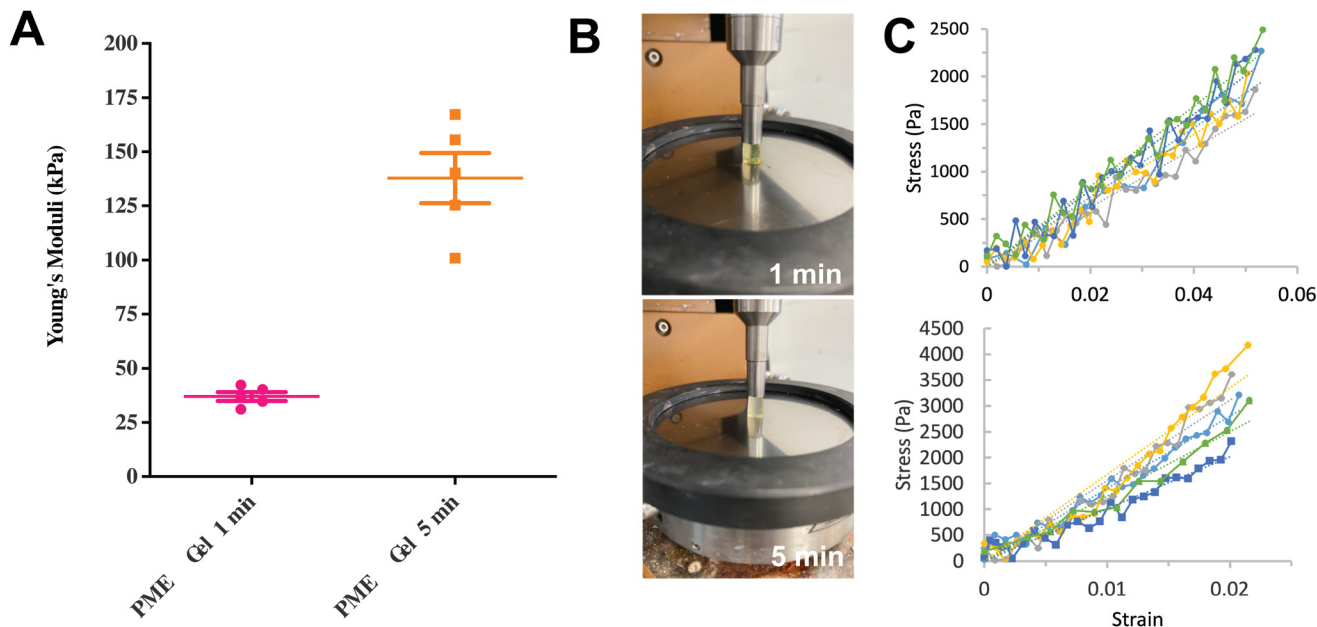 A
200
175
150
125
100
75
50
25
0
Young's Moduli (kPa)
PME Gel 1 min
PME Gel 5 min
B
1 min
5 min
C
2500
2000
1500
1000
500
0
Stress (Pa)
0 0.02 0.04 0.06
4500
4000
3500
3000
2500
2000
1500
1000
500
0
Stress (Pa)
0 0.01 0.02
Strain